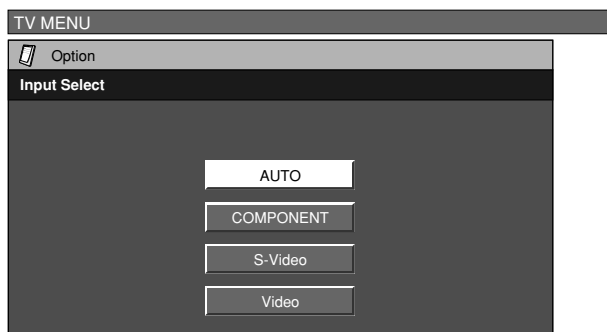 TV MENU
Option
Input Select
AUTO
COMPONENT
S-Video
Video